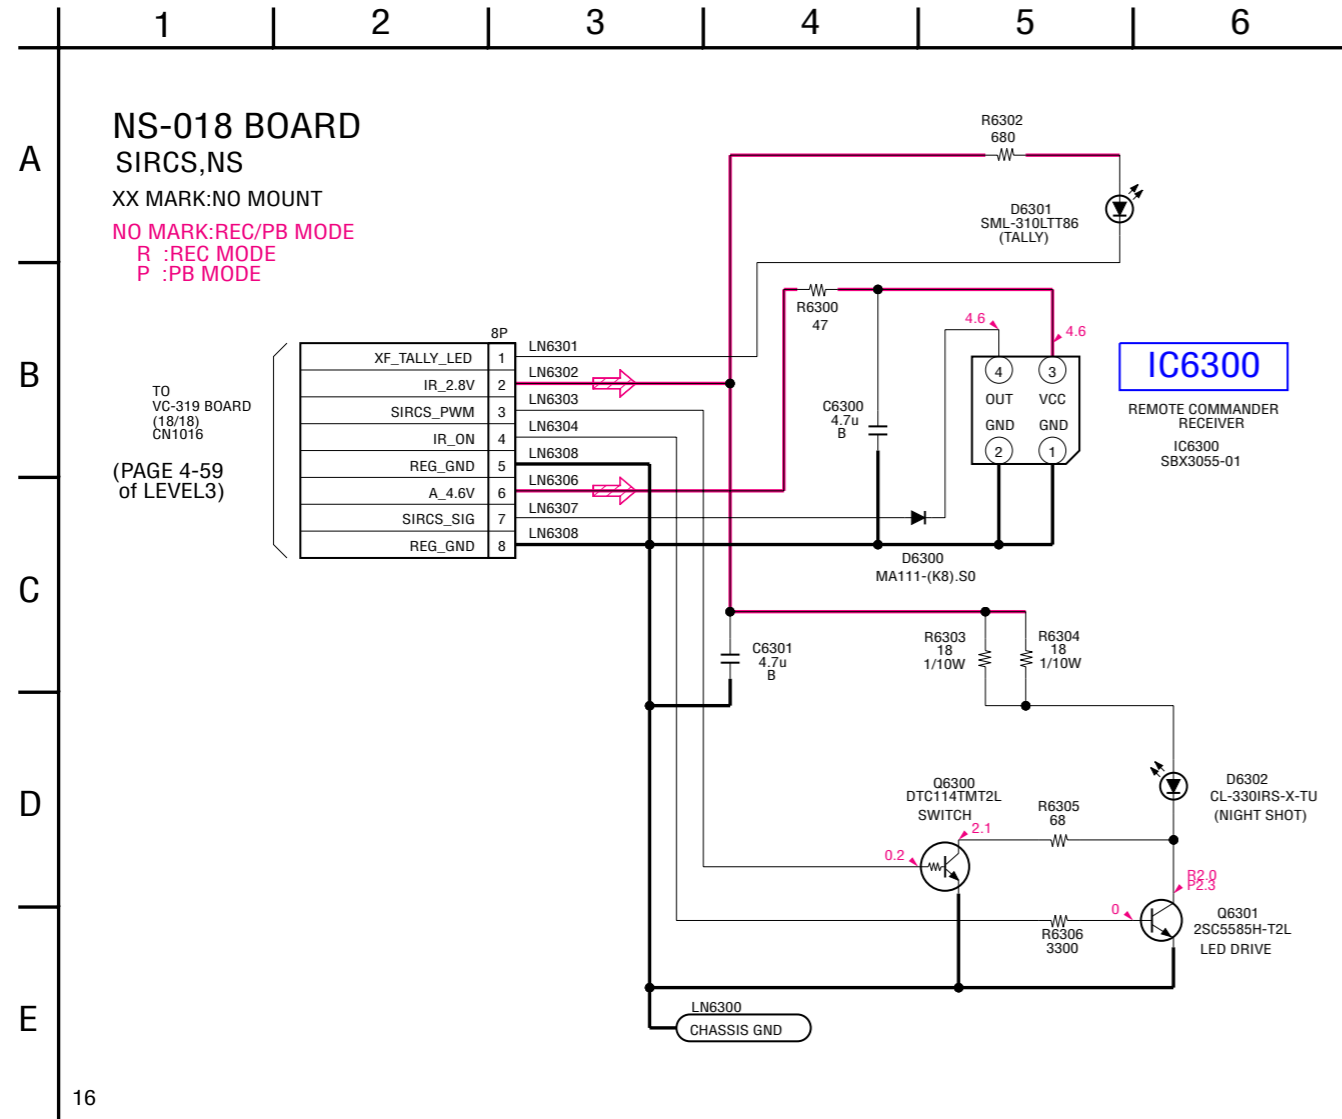 1 2 3 4 5 6
A
B
C
D
E
NS-018 BOARD
SIRCS,NS
XX MARK:NO MOUNT
NO MARK:REC/PB MODE
R :REC MODE
P :PB MODE
R6302
680
D6301
SML-310LTT86
(TALLY)
R6300
47
4.6
4.6
8P
XF_TALLY_LED 1 LN6301
IR_2.8V 2 LN6302
SIRCS_PWM 3 LN6303
IR_ON 4 LN6304
REG_GND 5 LN6308
A_4.6V 6 LN6306
SIRCS_SIG 7 LN6307
REG_GND 8 LN6308
TO
VC-319 BOARD
(18/18)
CN1016
(PAGE 4-59
of LEVEL3)
C6300
4.7u
B
4 3
OUT VCC
GND GND
2 1
IC6300
REMOTE COMMANDER
RECEIVER
IC6300
SBX3055-01
D6300
MA111-(K8).S0
C6301
4.7u
B
R6303
18
1/10W
R6304
18
1/10W
Q6300
DTC114TMT2L
SWITCH
2.1
0.2
R6305
68
D6302
CL-330IRS-X-TU
(NIGHT SHOT)
R2.0
P2.3
0
R6306
3300
Q6301
2SC5585H-T2L
LED DRIVE
LN6300
CHASSIS GND
16